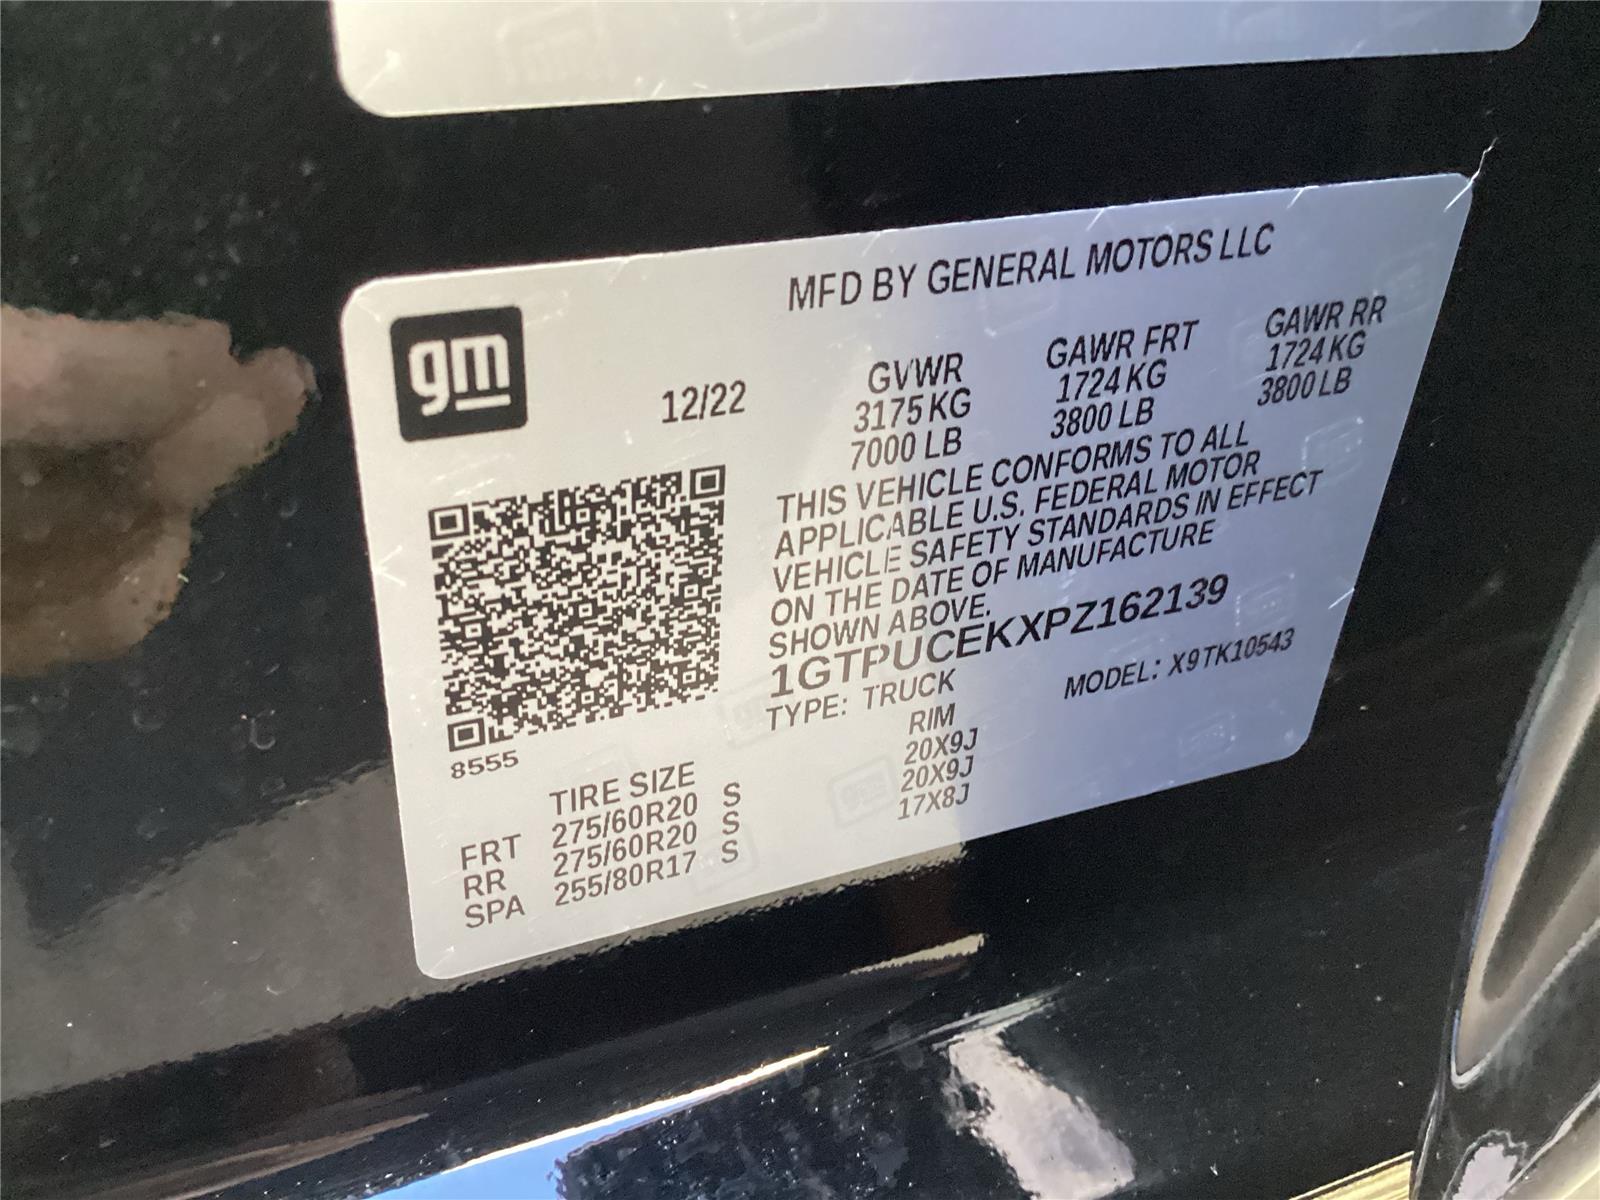 gm
MFD BY GENERAL MOTORS LLC
12/22
GVWR GAWR FRT GAWR RR
3175 KG 1724 KG 1724 KG
7000 LB 3800 LB 3800 LB
THIS VEHICLE CONFORMS TO ALL
APPLICABLE U.S. FEDERAL MOTOR
VEHICLE SAFETY STANDARDS IN EFFECT
ON THE DATE OF MANUFACTURE
SHOWN ABOVE.
1GTPUCEKXPZ162139
TYPE: TRUCK MODEL: X9TK10543
8555
TIRE SIZE RIM
FRT 275/60R20 S 20X9J
RR 275/60R20 S 20X9J
SPA 255/80R17 S 17X8J